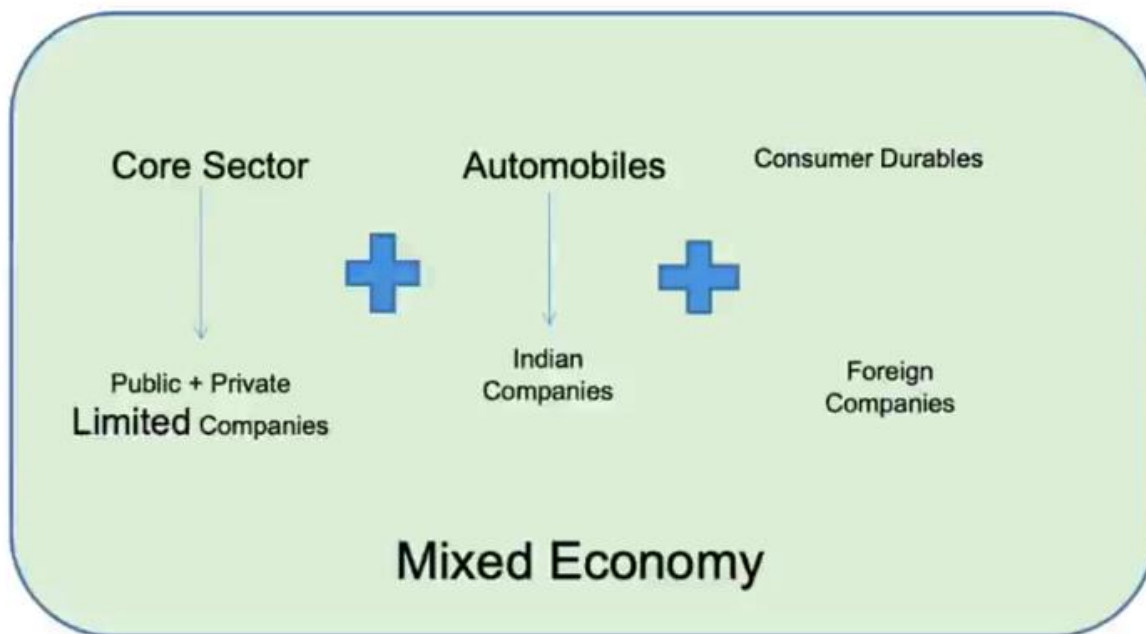 Core Sector
Automobiles
Consumer Durables
Public + Private
Limited Companies
Indian
Companies
Foreign
Companies
Mixed Economy